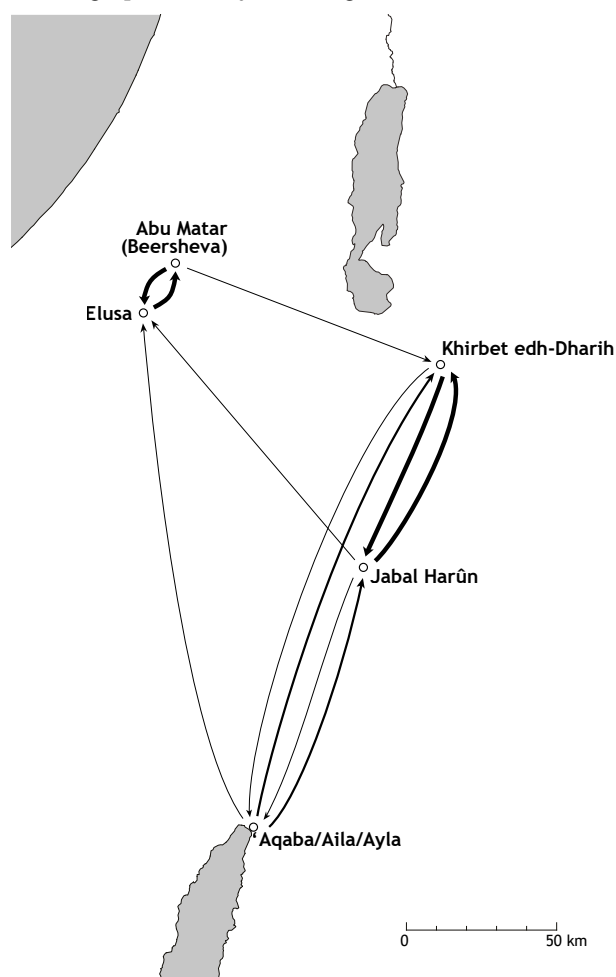 Abu Matar
(Beersheva)
Elusa
Khirbet edh-Dharih
Jabal Harûn
‘Aqaba/Aila/Ayla
0
50 km